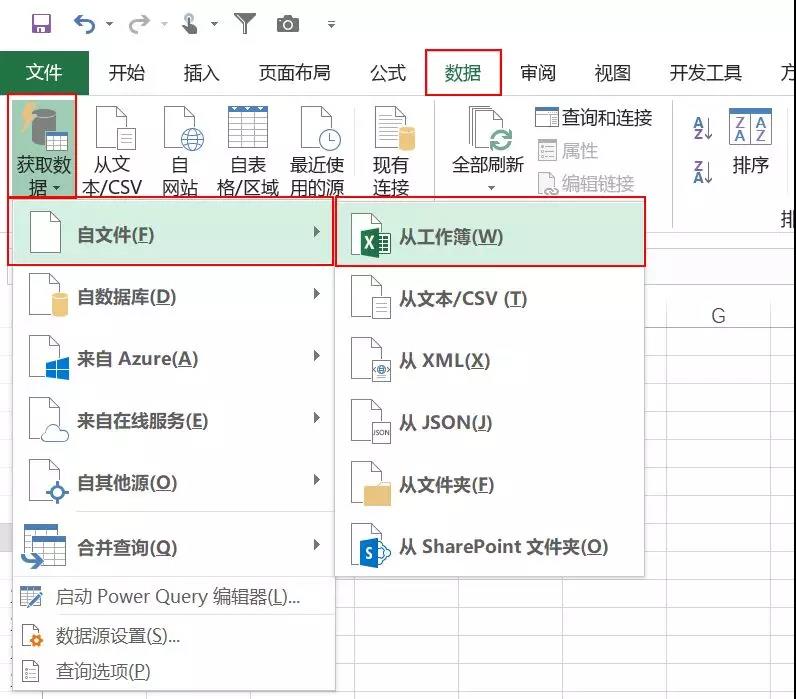 文件 开始 插入 页面布局 公式 数据 审阅 视图 开发工具
获取数据 从文本/CSV 自网站 自表格/区域 最近使用的源 现有连接 全部刷新 查询和连接 排序
属性
编辑链接
自文件(F) 从工作簿(W)
自数据库(D) 从文本/CSV (T)
来自 Azure(A) 从 XML(X)
来自在线服务(E) 从 JSON(J)
自其他源(O) 从文件夹(F)
合并查询(Q) 从 SharePoint 文件夹(O)
启动 Power Query 编辑器(L)...
数据源设置(S)...
查询选项(P)
G